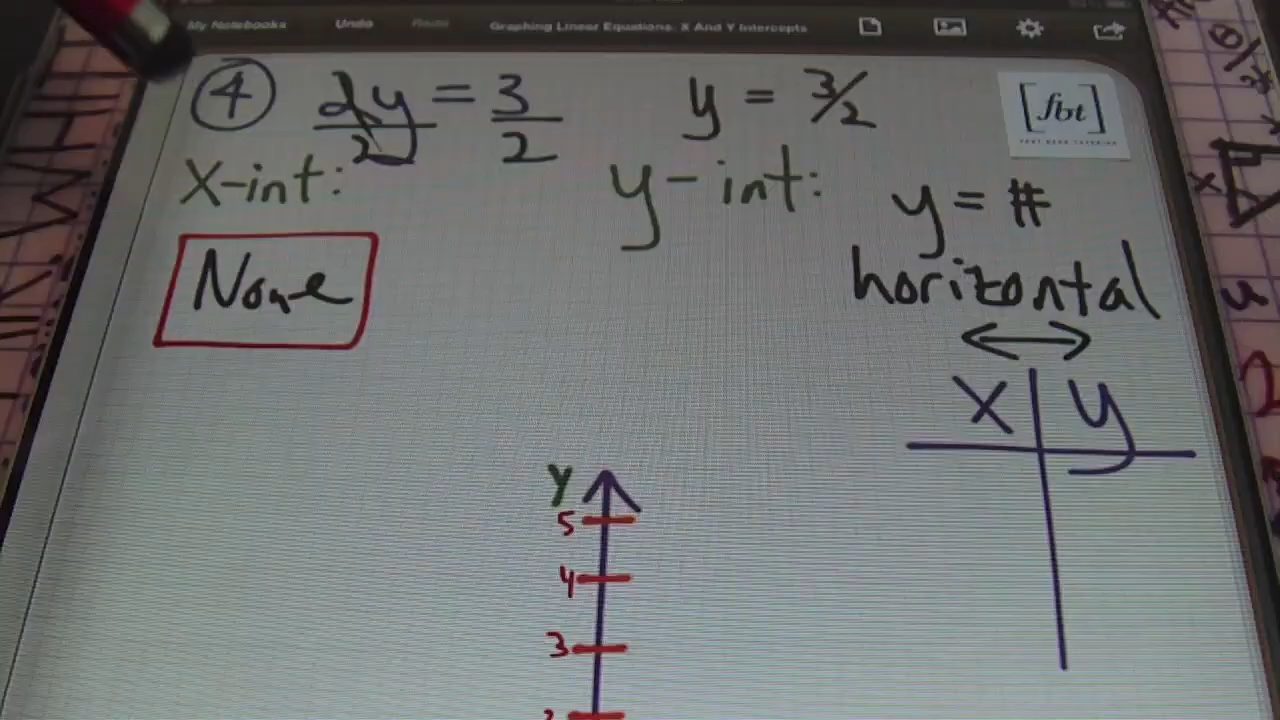 My Notebooks Undo Redo Graphing Linear Equations: X And Y Intercepts
④ 2y/2 = 3/2 y = 3/2
[fbt]
X-int: y-int: y = #
None
horizontal
x y
y
5
4
3